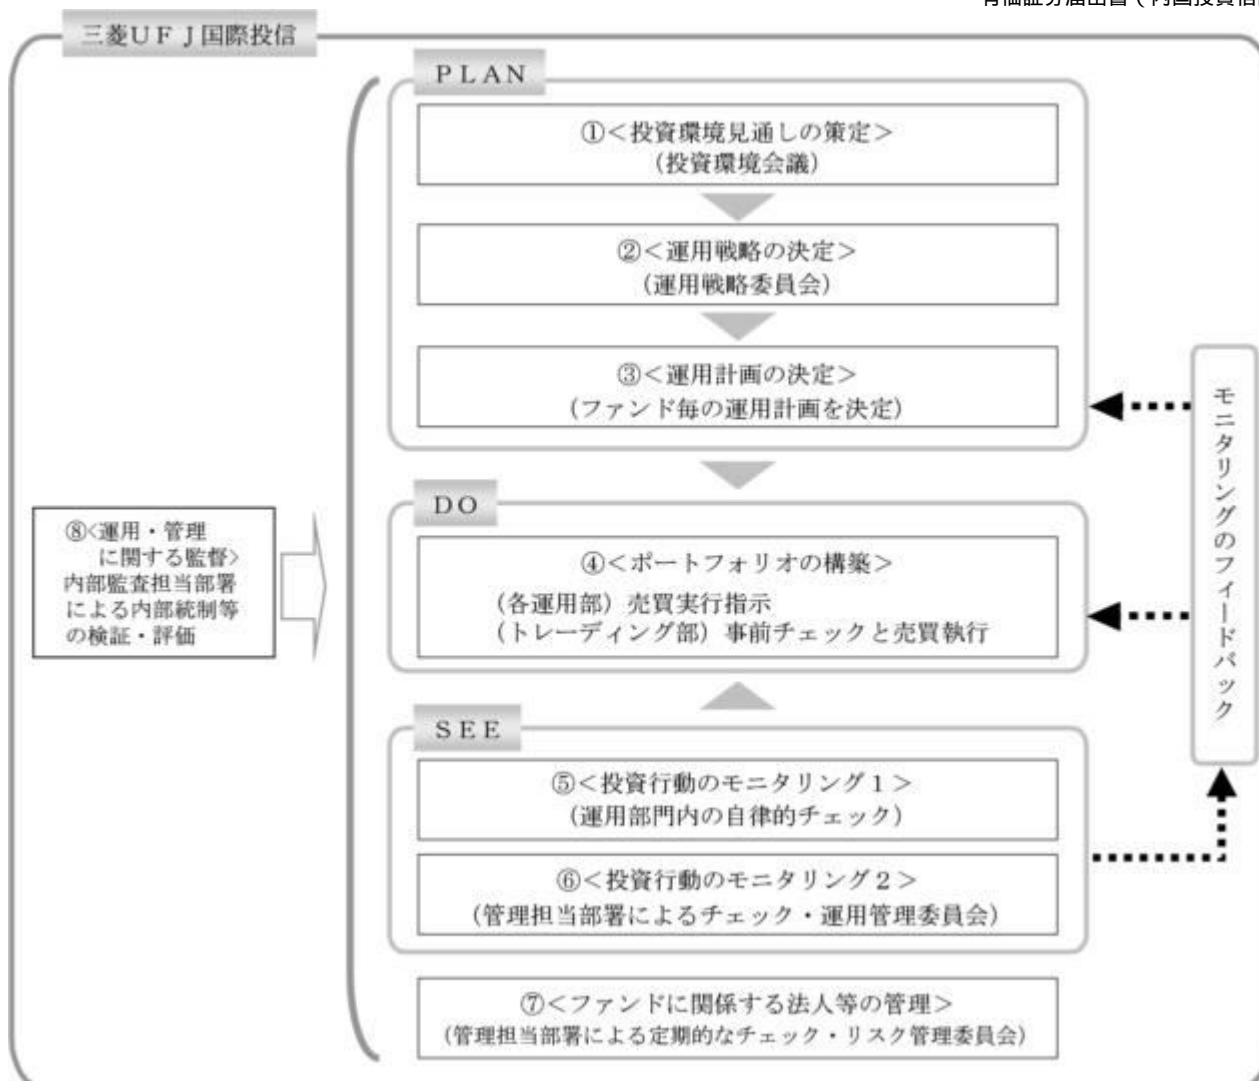 三菱ＵＦＪ国際投信
ＰＬＡＮ
①＜投資環境見通しの策定＞
（投資環境会議）
②＜運用戦略の決定＞
（運用戦略委員会）
③＜運用計画の決定＞
（ファンド毎の運用計画を決定）
ＤＯ
④＜ポートフォリオの構築＞
（各運用部）売買実行指示
（トレーディング部）事前チェックと売買執行
ＳＥＥ
⑤＜投資行動のモニタリング１＞
（運用部門内の自律的チェック）
⑥＜投資行動のモニタリング２＞
（管理担当部署によるチェック・運用管理委員会）
⑦＜ファンドに関係する法人等の管理＞
（管理担当部署による定期的なチェック・リスク管理委員会）
⑧<運用・管理
に関する監督>
内部監査担当部署
による内部統制等
の検証・評価
モニタリングのフィードバック